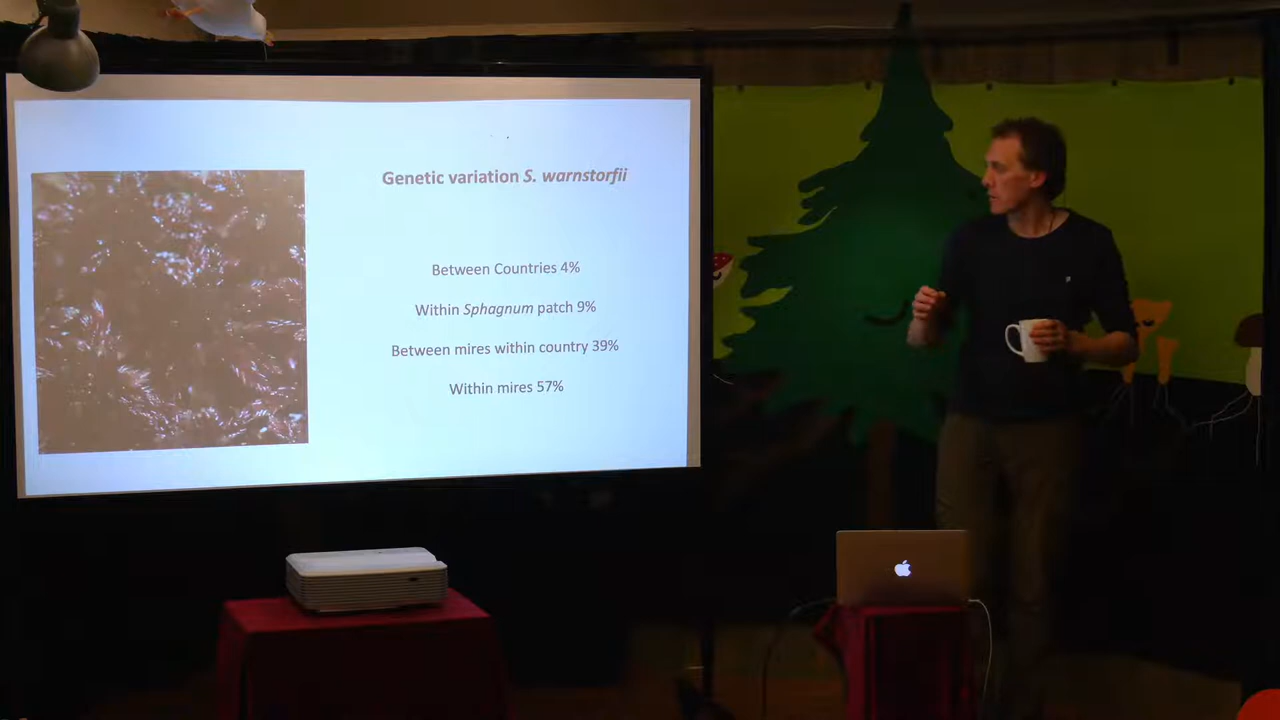 Genetic variation S. warnstorfii
Between Countries 4%
Within Sphagnum patch 9%
Between mires within country 39%
Within mires 57%